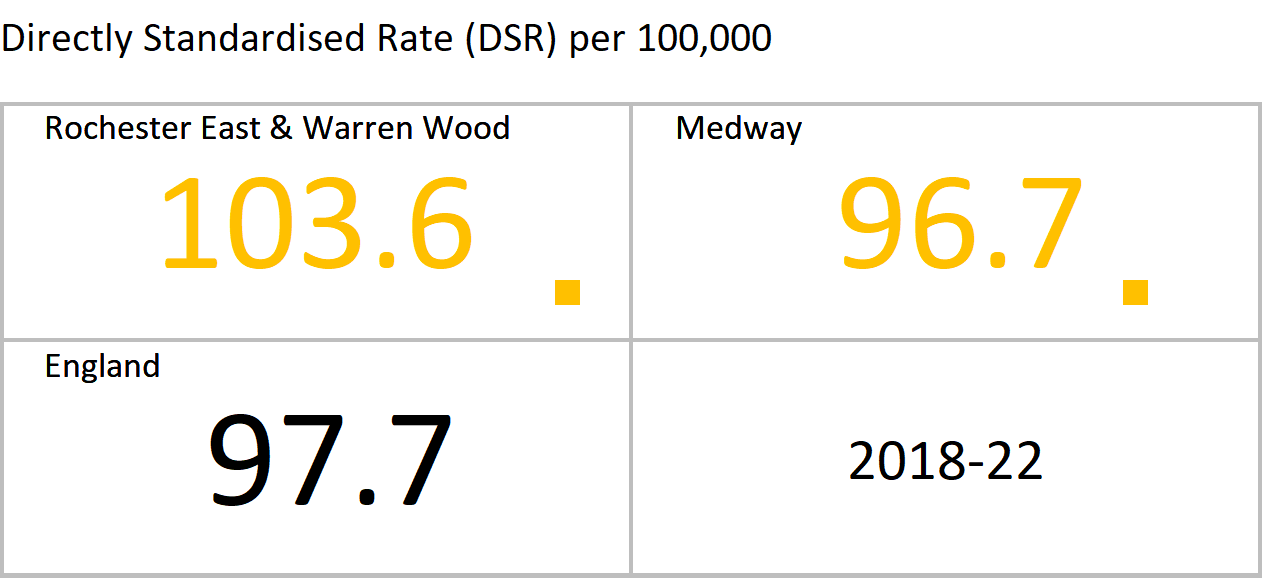 Directly Standardised Rate (DSR) per 100,000
Rochester East & Warren Wood
103.6
Medway
96.7
England
97.7
2018-22